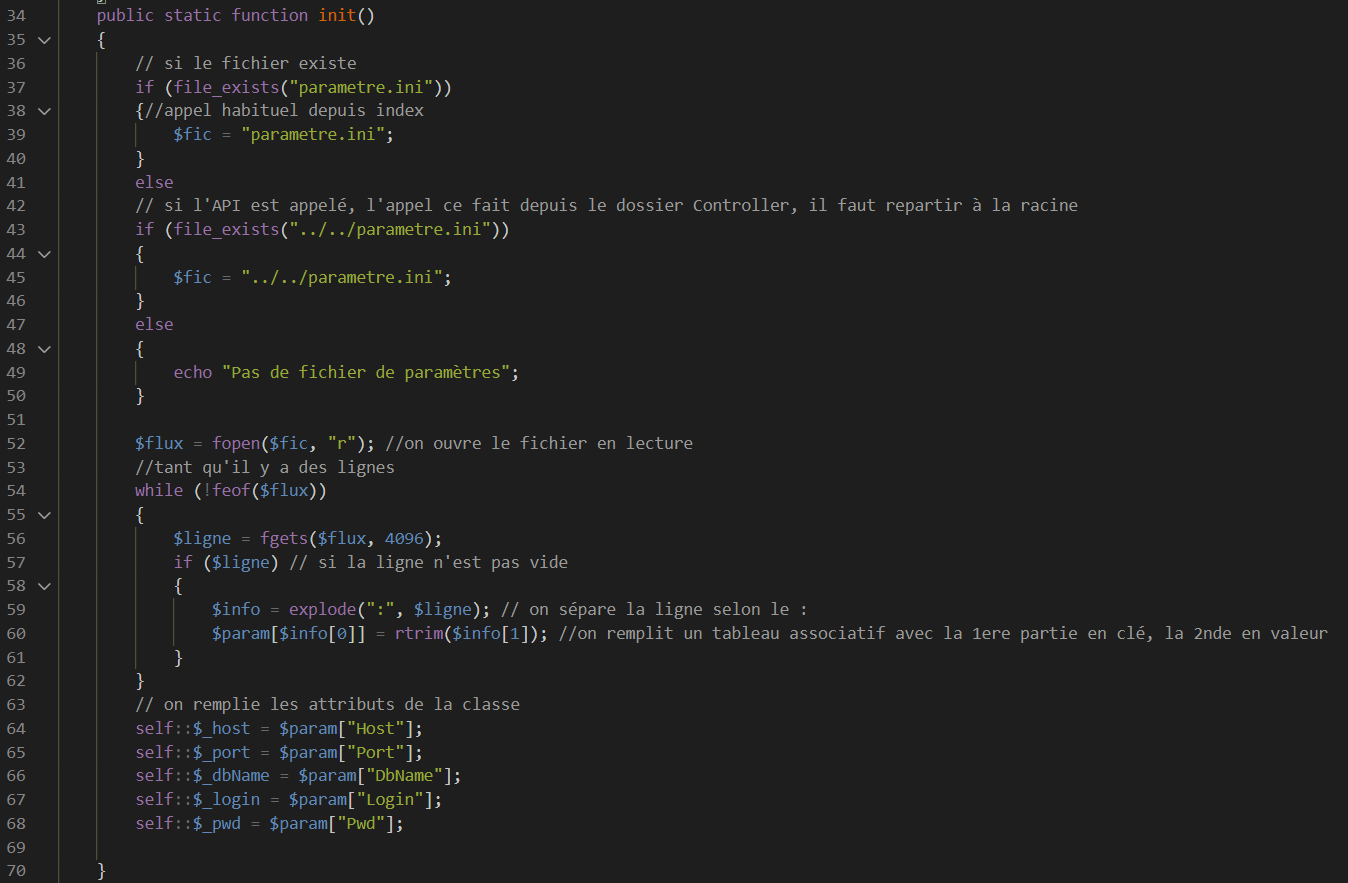 34 public static function init()
35 {
36 // si le fichier existe
37 if (file_exists("parametre.ini"))
38 {//appel habituel depuis index
39 $fic = "parametre.ini";
40 }
41 else
42 // si l'API est appelé, l'appel ce fait depuis le dossier Controller, il faut repartir à la racine
43 if (file_exists("../../parametre.ini"))
44 {
45 $fic = "../../parametre.ini";
46 }
47 else
48 {
49 echo "Pas de fichier de paramètres";
50 }
51
52 $flux = fopen($fic, "r"); //on ouvre le fichier en lecture
53 //tant qu'il y a des lignes
54 while (!feof($flux))
55 {
56 $ligne = fgets($flux, 4096);
57 if ($ligne) // si la ligne n'est pas vide
58 {
59 $info = explode(":", $ligne); // on sépare la ligne selon le :
60 $param[$info[0]] = rtrim($info[1]); //on remplit un tableau associatif avec la 1ere partie en clé, la 2nde en valeur
61 }
62 }
63 // on remplie les attributs de la classe
64 self::$_host = $param["Host"];
65 self::$_port = $param["Port"];
66 self::$_dbName = $param["DbName"];
67 self::$_login = $param["Login"];
68 self::$_pwd = $param["Pwd"];
69
70 }